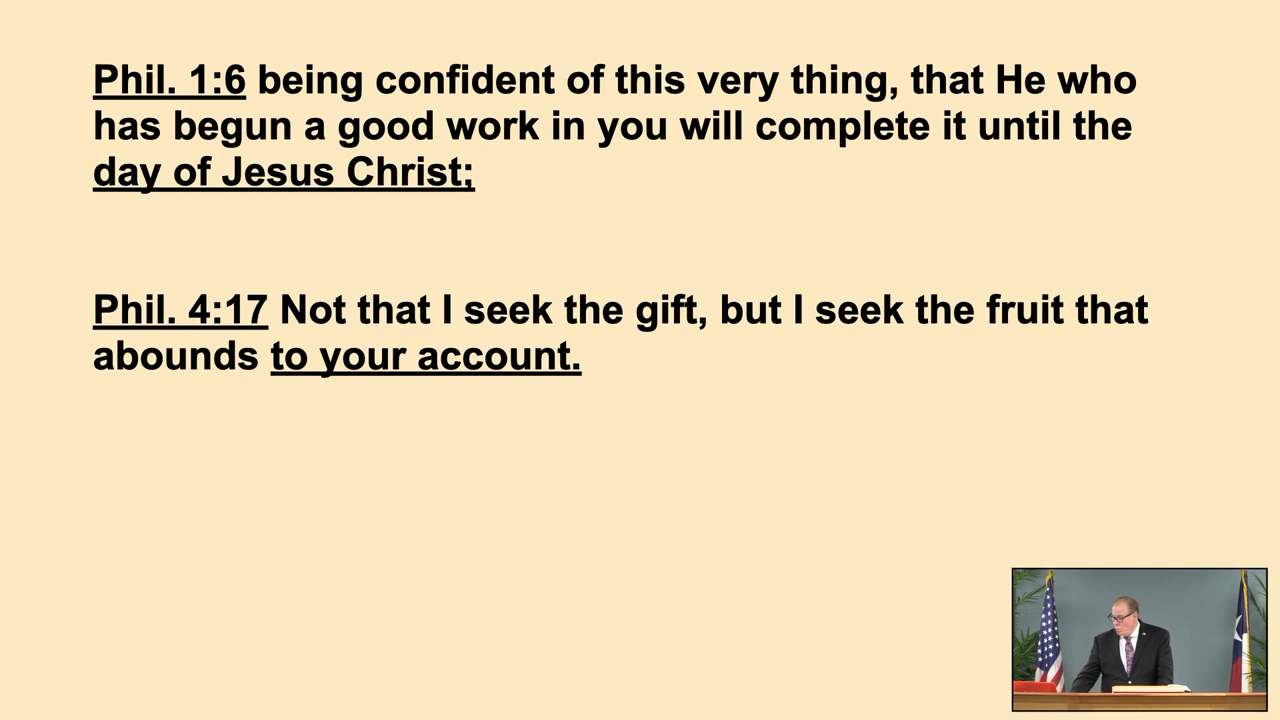 Phil. 1:6 being confident of this very thing, that He who
has begun a good work in you will complete it until the
day of Jesus Christ;
Phil. 4:17 Not that I seek the gift, but I seek the fruit that
abounds to your account.